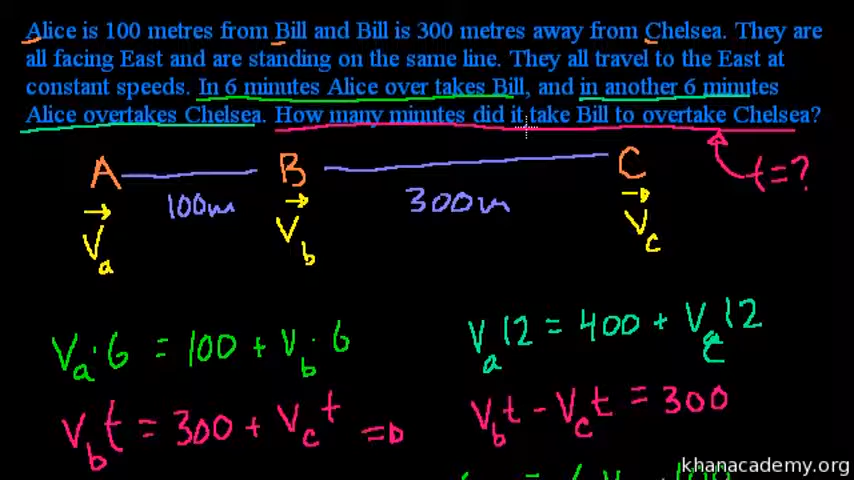 Alice is 100 metres from Bill and Bill is 300 metres away from Chelsea. They are
all facing East and are standing on the same line. They all travel to the East at
constant speeds. In 6 minutes Alice over takes Bill, and in another 6 minutes
Alice overtakes Chelsea. How many minutes did it take Bill to overtake Chelsea?
A B C t=?
100m 300m
Va Vb Vc
Va·6 = 100 + Vb·6
Va12 = 400 + Vc12
Vbt = 300 + Vct =>
Vbt - Vct = 300
khanacademy.org